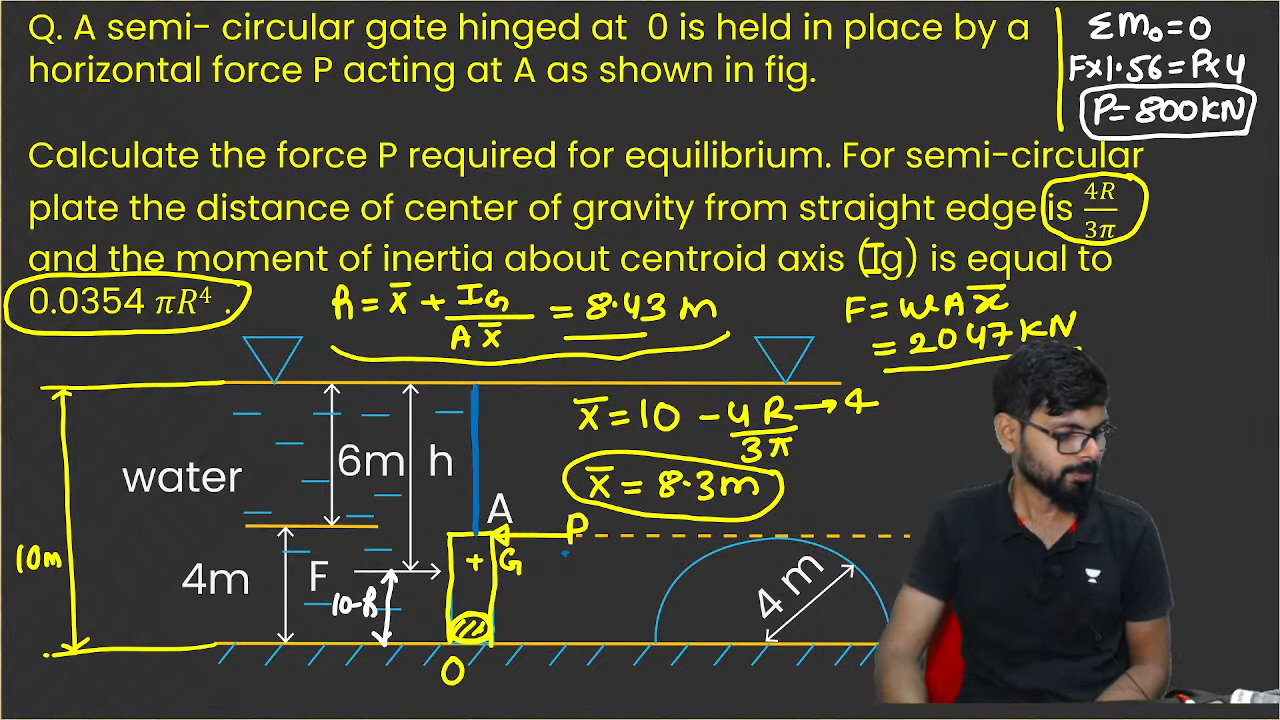 Q. A semi- circular gate hinged at 0 is held in place by a
horizontal force P acting at A as shown in fig.
ΣM₀=0
F×1.56=P×4
P=800KN
Calculate the force P required for equilibrium. For semi-circular
plate the distance of center of gravity from straight edge is 4R/3π
and the moment of inertia about centroid axis (Ig) is equal to
0.0354 πR⁴ .
h = x̄ + IG/Ax̄ = 8.43 m
F = wAx̄
= 2047 KN
x̄ = 10 - 4R/3π → 4
x̄ = 8.3m
water
6m
h
A
P
G
10m
4m
F
10-h
4 m
O